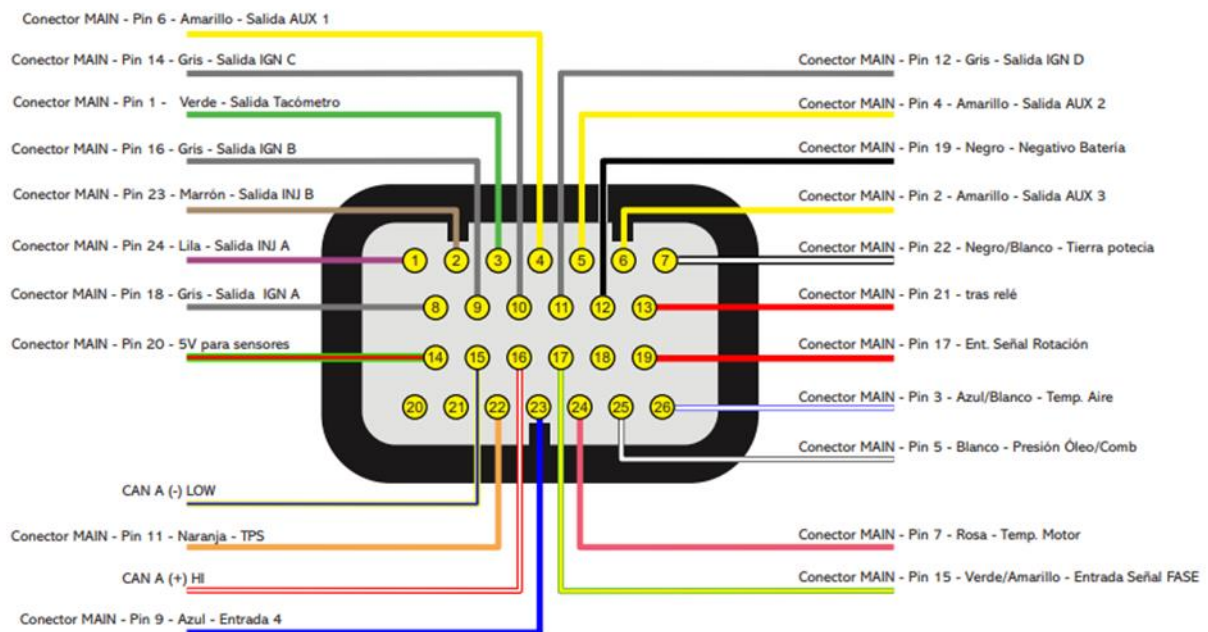 Conector MAIN - Pin 6 - Amarillo - Salida AUX 1
Conector MAIN - Pin 14 - Gris - Salida IGN C
Conector MAIN - Pin 1 - Verde - Salida Tacómetro
Conector MAIN - Pin 16 - Gris - Salida IGN B
Conector MAIN - Pin 23 - Marrón - Salida INJ B
Conector MAIN - Pin 24 - Lila - Salida INJ A
Conector MAIN - Pin 18 - Gris - Salida IGN A
Conector MAIN - Pin 20 - 5V para sensores
CAN A (-) LOW
Conector MAIN - Pin 11 - Naranja - TPS
CAN A (+) HI
Conector MAIN - Pin 9 - Azul - Entrada 4
1 2 3 4 5 6 7
8 9 10 11 12 13
14 15 16 17 18 19
20 21 22 23 24 25 26
Conector MAIN - Pin 12 - Gris - Salida IGN D
Conector MAIN - Pin 4 - Amarillo - Salida AUX 2
Conector MAIN - Pin 19 - Negro - Negativo Batería
Conector MAIN - Pin 2 - Amarillo - Salida AUX 3
Conector MAIN - Pin 22 - Negro/Blanco - Tierra potecia
Conector MAIN - Pin 21 - tras relé
Conector MAIN - Pin 17 - Ent. Señal Rotación
Conector MAIN - Pin 3 - Azul/Blanco - Temp. Aire
Conector MAIN - Pin 5 - Blanco - Presión Óleo/Comb
Conector MAIN - Pin 7 - Rosa - Temp. Motor
Conector MAIN - Pin 15 - Verde/Amarillo - Entrada Señal FASE